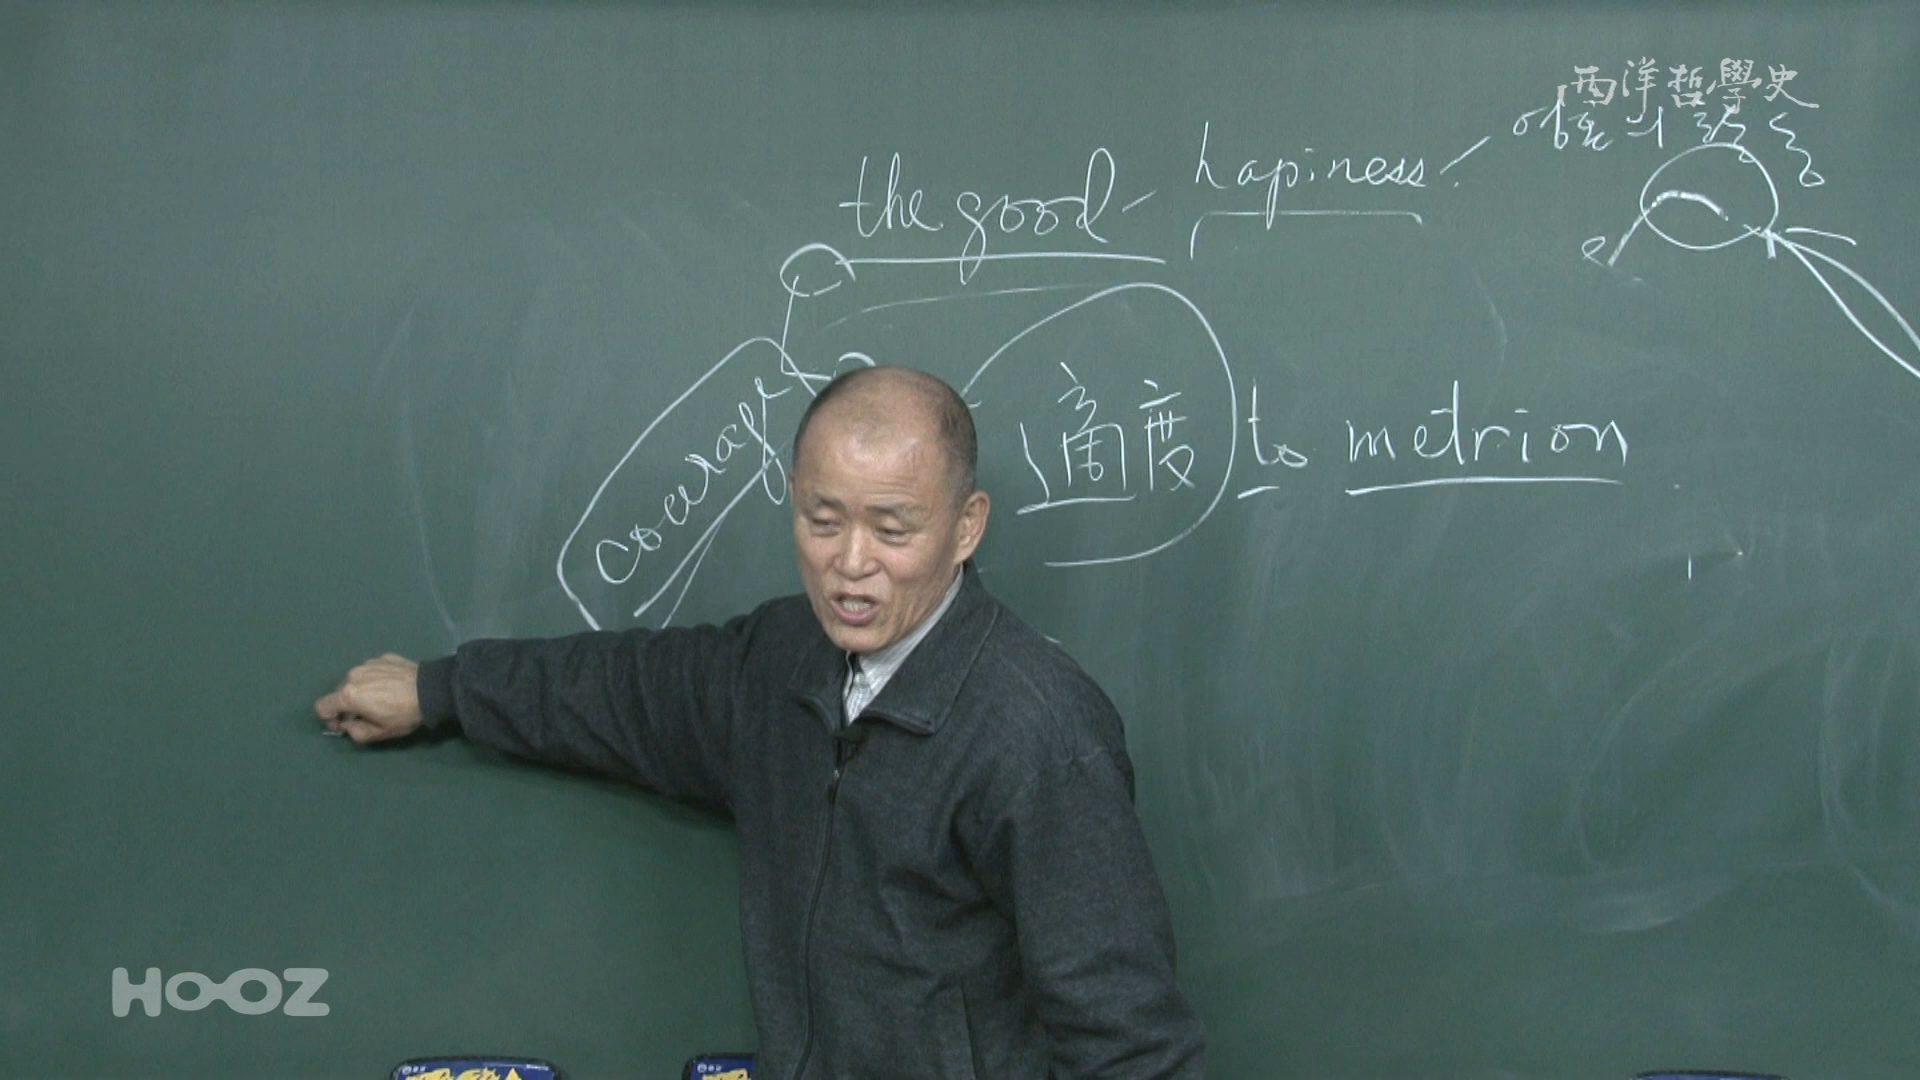 西洋哲學史
the good - hapiness
courage
適度 to metrion
HOOZ